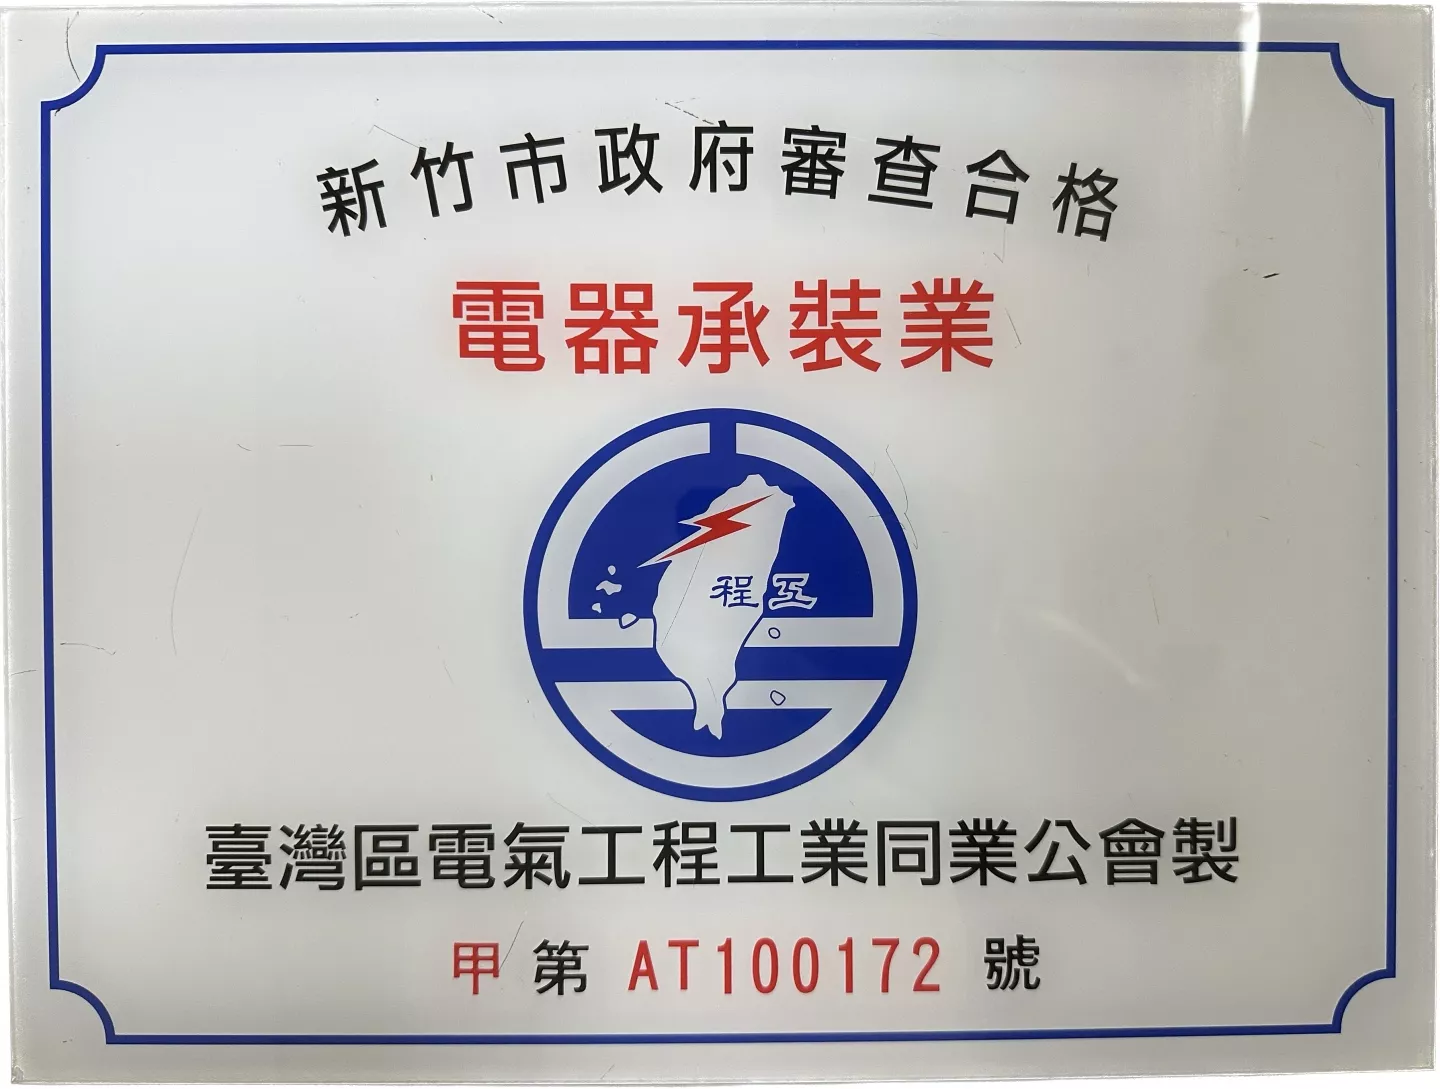 新竹市政府審查合格
電器承裝業
程工
臺灣區電氣工程工業同業公會製
甲第 AT100172 號